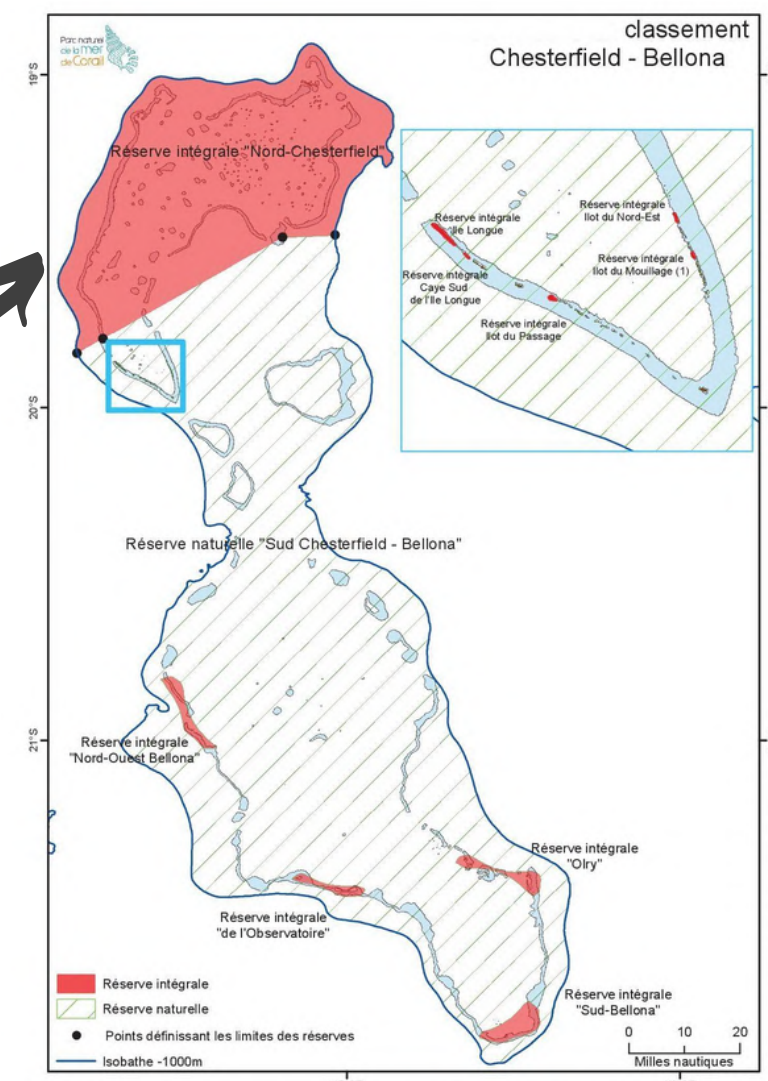 Parc naturel
de la mer
de Corail
classement
Chesterfield - Bellona
19°S
Réserve intégrale "Nord-Chesterfield"
Réserve intégrale
Ilot du Nord-Est
Réserve intégrale
Ile Longue
Réserve intégrale
Ilot du Mouillage (1)
Réserve intégrale
Caye Sud
de l'Ile Longue
Réserve intégrale
Ilot du Passage
20°S
Réserve naturelle "Sud Chesterfield - Bellona"
21°S
Réserve intégrale
"Nord-Ouest Bellona"
Réserve intégrale
"Olry"
Réserve intégrale
"de l'Observatoire"
Réserve intégrale
"Sud-Bellona"
Réserve intégrale
Réserve naturelle
Points définissant les limites des réserves
Isobathe -1000m
0 10 20
Milles nautiques